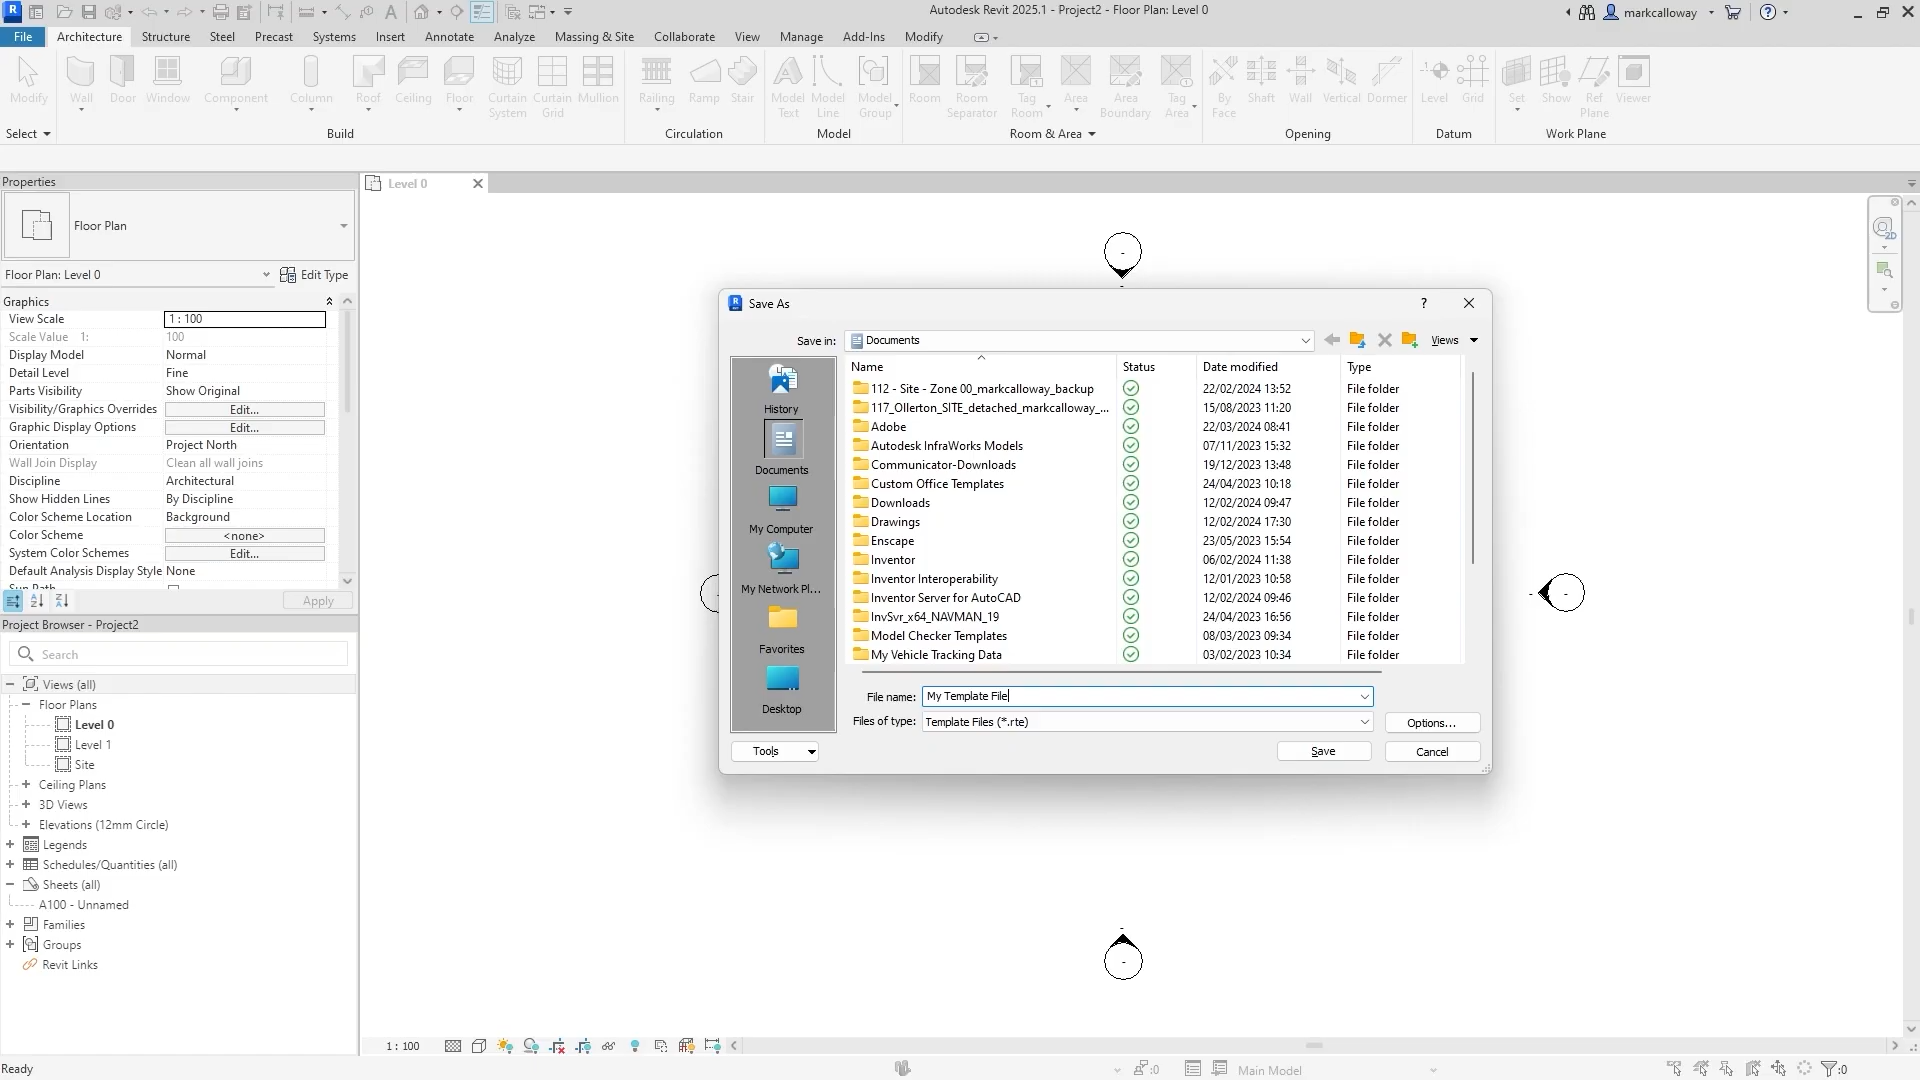 Autodesk Revit 2025.1 - Project2 - Floor Plan: Level 0
markcalloway
File Architecture Structure Steel Precast Systems Insert Annotate Analyze Massing & Site Collaborate View Manage Add-Ins Modify
Modify Wall Door Window Component Column Roof Ceiling Floor Curtain System Curtain Grid Mullion Railing Ramp Stair Model Text Model Line Model Group Room Room Separator Tag Room Area Area Boundary Tag Area By Face Shaft Wall Vertical Dormer Level Grid Set Show Ref Plane Viewer
Select Build Circulation Model Room & Area Opening Datum Work Plane
Properties
Level 0
Floor Plan
Floor Plan: Level 0 Edit Type
Graphics
View Scale 1 : 100
Scale Value 1: 100
Display Model Normal
Detail Level Fine
Parts Visibility Show Original
Visibility/Graphics Overrides Edit...
Graphic Display Options Edit...
Orientation Project North
Wall Join Display Clean all wall joins
Discipline Architectural
Show Hidden Lines By Discipline
Color Scheme Location Background
Color Scheme <none>
System Color Schemes Edit...
Default Analysis Display Style None
Apply
Project Browser - Project2
Search
Views (all)
Floor Plans
Level 0
Level 1
Site
Ceiling Plans
3D Views
Elevations (12mm Circle)
Legends
Schedules/Quantities (all)
Sheets (all)
A100 - Unnamed
Families
Groups
Revit Links
2D
Save As
Save in: Documents Views
History
Documents
My Computer
My Network Pl...
Favorites
Desktop
Name Status Date modified Type
112 - Site - Zone 00_markcalloway_backup 22/02/2024 13:52 File folder
117_Ollerton_SITE_detached_markcalloway_... 15/08/2023 11:20 File folder
Adobe 22/03/2024 08:41 File folder
Autodesk InfraWorks Models 07/11/2023 15:32 File folder
Communicator-Downloads 19/12/2023 13:48 File folder
Custom Office Templates 24/04/2023 10:18 File folder
Downloads 12/02/2024 09:47 File folder
Drawings 12/02/2024 17:30 File folder
Enscape 23/05/2023 15:54 File folder
Inventor 06/02/2024 11:38 File folder
Inventor Interoperability 12/01/2023 10:58 File folder
Inventor Server for AutoCAD 12/02/2024 09:46 File folder
InvSvr_x64_NAVMAN_19 24/04/2023 16:56 File folder
Model Checker Templates 08/03/2023 09:34 File folder
My Vehicle Tracking Data 03/02/2023 10:34 File folder
File name: My Template File
Files of type: Template Files (*.rte) Options...
Tools Save Cancel
1 : 100
Ready :0 Main Model :0